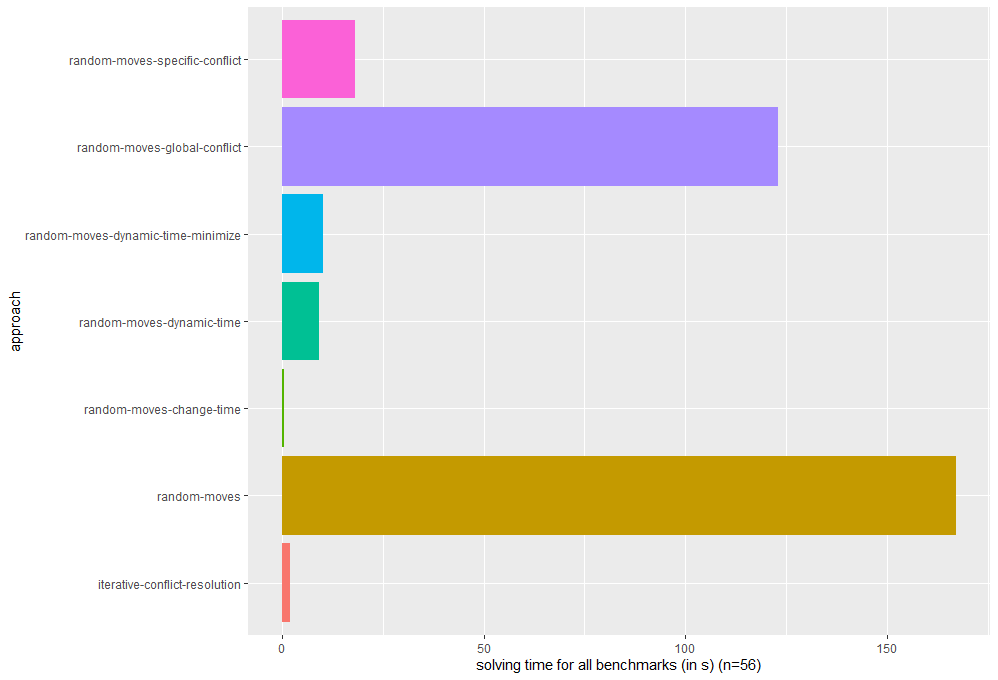 random-moves-specific-conflict
random-moves-global-conflict
random-moves-dynamic-time-minimize
random-moves-dynamic-time
random-moves-change-time
random-moves
iterative-conflict-resolution
approach
0 50 100 150
solving time for all benchmarks (in s) (n=56)